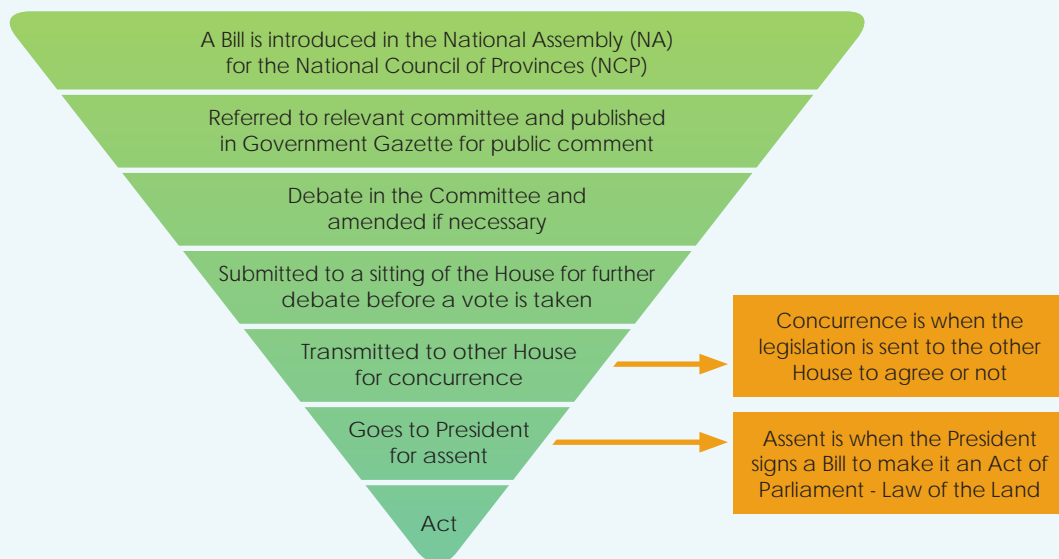 A Bill is introduced in the National Assembly (NA)
for the National Council of Provinces (NCP)
Referred to relevant committee and published
in Government Gazette for public comment
Debate in the Committee and
amended if necessary
Submitted to a sitting of the House for further
debate before a vote is taken
Transmitted to other House
for concurrence
Concurrence is when the
legislation is sent to the other
House to agree or not
Goes to President
for assent
Assent is when the President
signs a Bill to make it an Act of
Parliament - Law of the Land
Act